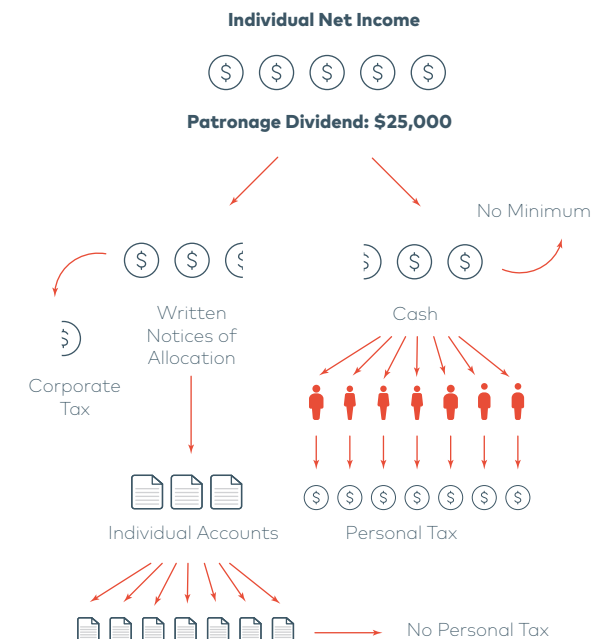 Individual Net Income
$ $ $ $ $
Patronage Dividend: $25,000
No Minimum
$ $ $
$ $ $
Written
Notices of
Allocation
Cash
$
Corporate
Tax
$ $ $ $ $ $ $
Individual Accounts
Personal Tax
No Personal Tax